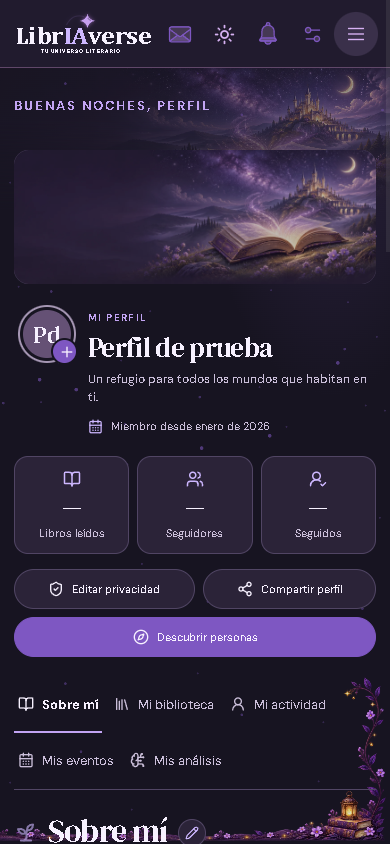 LibrIAverse
TU UNIVERSO LITERARIO
BUENAS NOCHES, PERFIL
Pd
MI PERFIL
Perfil de prueba
Un refugio para todos los mundos que habitan en
ti.
Miembro desde enero de 2026
— — —
Libros leídos Seguidores Seguidos
Editar privacidad Compartir perfil
Descubrir personas
Sobre mí Mi biblioteca Mi actividad
Mis eventos Mis análisis
Sobre mí